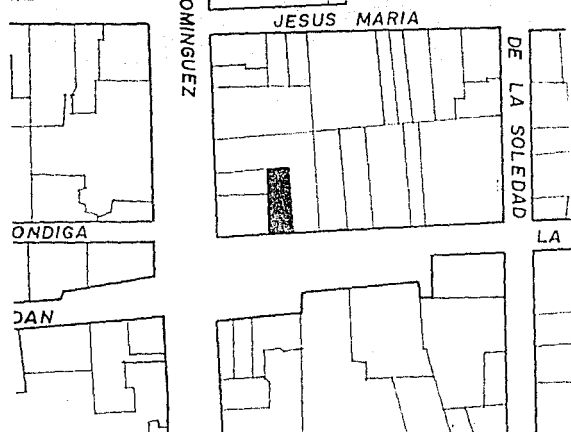 JESUS MARIA
OMINGUEZ
DE LA SOLEDAD
ONDIGA
LA
DAN